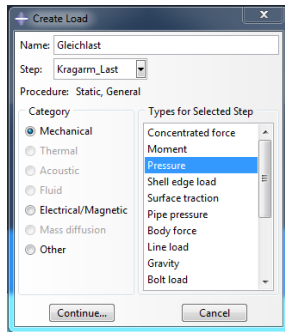 Create Load
X
Name: Gleichlast
Step: Kragarm_Last
Procedure: Static, General
Category
Mechanical
Thermal
Acoustic
Fluid
Electrical/Magnetic
Mass diffusion
Other
Types for Selected Step
Concentrated force
Moment
Pressure
Shell edge load
Surface traction
Pipe pressure
Body force
Line load
Gravity
Bolt load
Continue...
Cancel